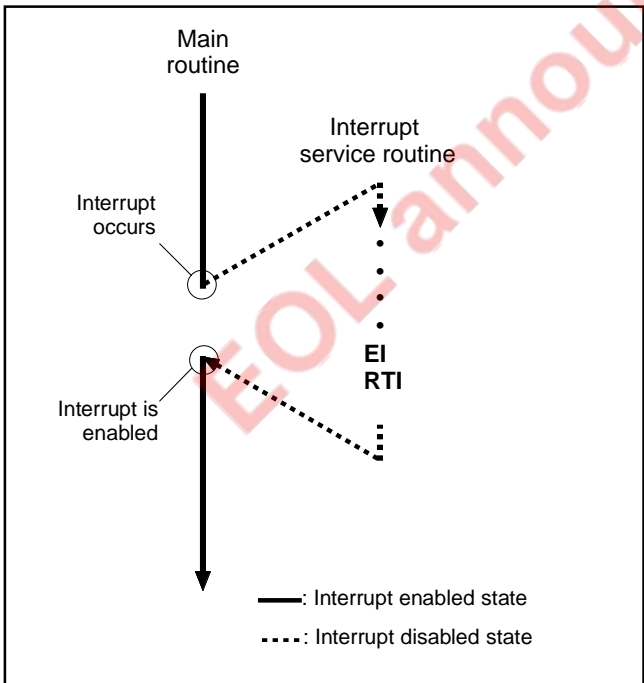 Main
routine
Interrupt
service routine
Interrupt
occurs
EI
RTI
Interrupt is
enabled
: Interrupt enabled state
: Interrupt disabled state
EOL annou